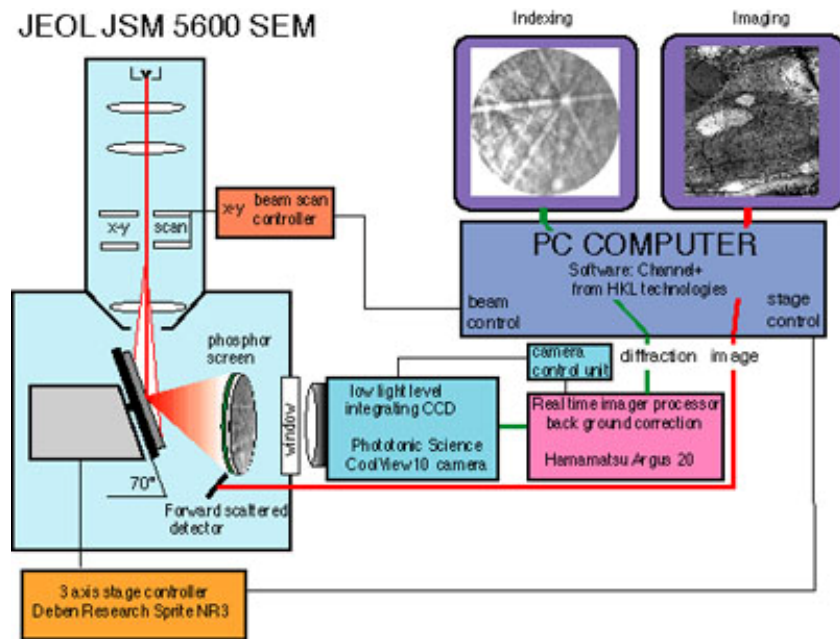 JEOL JSM 5600 SEM
Indexing
Imaging
x-y
scan
x-y beam scan
controller
PC COMPUTER
Software: Channel+
from HKL technologies
beam
control
stage
control
phosphor
screen
camera
control unit
diffraction
image
window
low light level
integrating CCD
Phototonic Science
CoolView10 camera
Real time imager processor
back ground correction
Hamamatsu Argus 20
70°
Forward scattered
detector
3 axis stage controller
Deben Research Sprite NR3